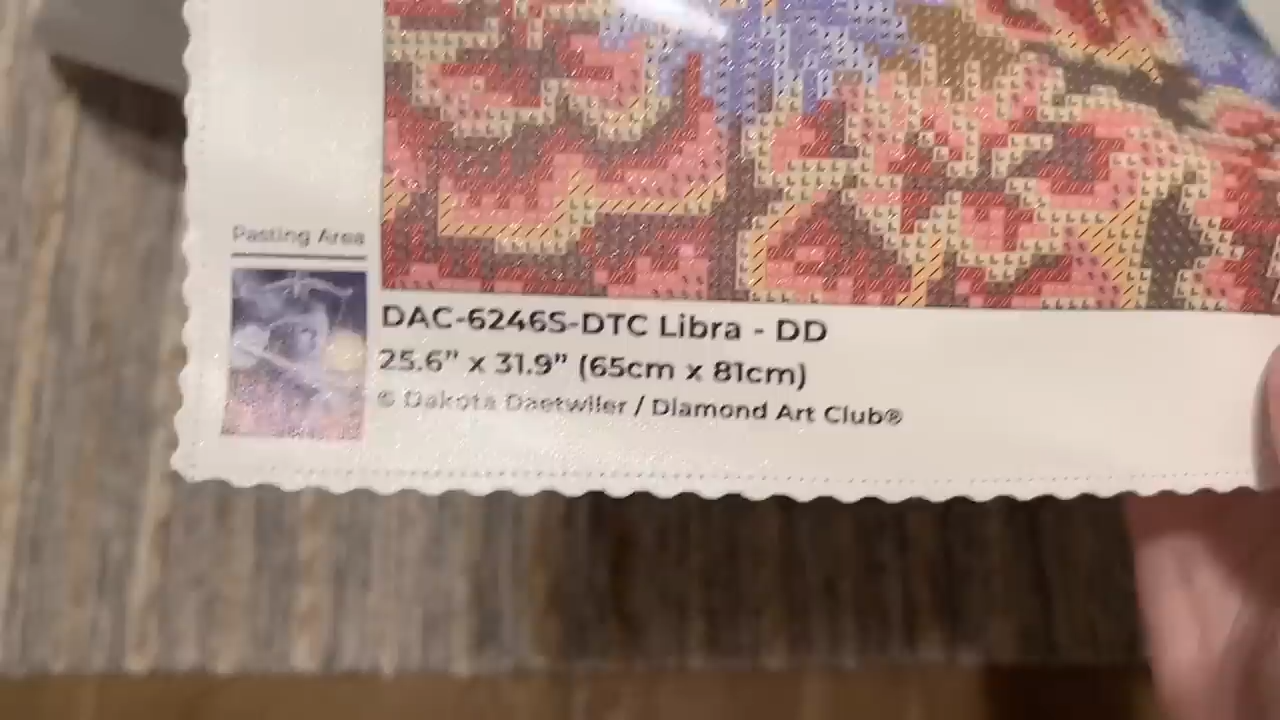 Pasting Area
DAC-6246S-DTC Libra - DD
25.6” x 31.9” (65cm x 81cm)
© Dakota Daetwiler / Diamond Art Club®